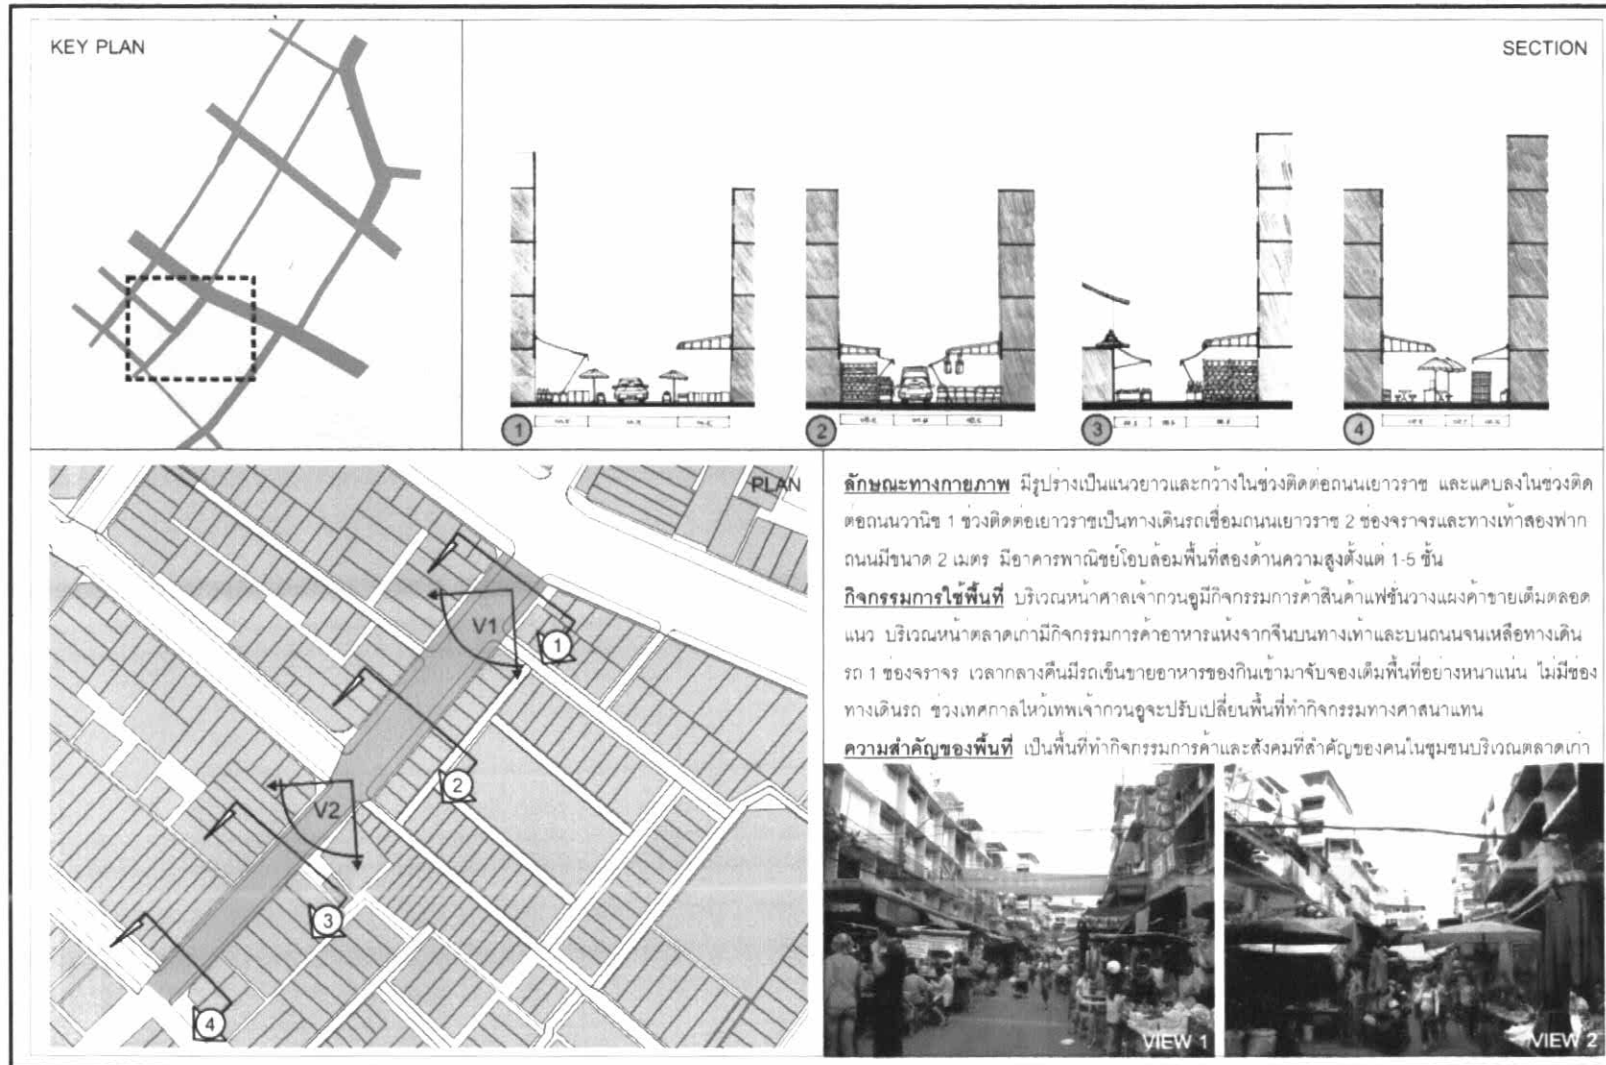 KEY PLAN
SECTION
1
2
3
4
PLAN
V1
1
2
V2
3
4
ลักษณะทางกายภาพ มีรูปร่างเป็นแนวยาวและกว้างในช่วงติดต่อถนนเยาวราช และแคบลงในช่วงติด
ต่อถนนวานิช 1 ช่วงติดต่อเยาวราชเป็นทางเดินรถเชื่อมถนนเยาวราช 2 ช่องจราจรและทางเท้าสองฟาก
ถนนมีขนาด 2 เมตร มีอาคารพาณิชย์โอบล้อมพื้นที่สองด้านความสูงตั้งแต่ 1-5 ชั้น
กิจกรรมการใช้พื้นที่ บริเวณหน้าศาลเจ้ากวนอูมีกิจกรรมการค้าสินค้าแฟชั่นวางแผงค้าขายเต็มตลอด
แนว บริเวณหน้าตลาดเก่ามีกิจกรรมการค้าอาหารแห้งจากจีนบนทางเท้าและบนถนนจนเหลือทางเดิน
รถ 1 ช่องจราจร เวลากลางคืนมีรถเข็นขายอาหารของกินเข้ามาจับจองเต็มพื้นที่อย่างหนาแน่น ไม่มีช่อง
ทางเดินรถ ช่วงเทศกาลไหว้เทพเจ้ากวนอูจะปรับเปลี่ยนพื้นที่ทำกิจกรรมทางศาสนาแทน
ความสำคัญของพื้นที่ เป็นพื้นที่ทำกิจกรรมการค้าและสังคมที่สำคัญของคนในชุมชนบริเวณตลาดเก่า
VIEW 1
VIEW 2